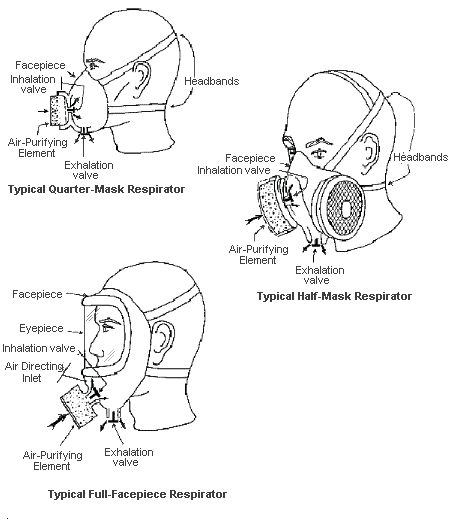 Facepiece
Inhalation
valve
Headbands
Air-Purifying
Element
Exhalation
valve
Typical Quarter-Mask Respirator
Facepiece
Inhalation valve
Headbands
Air-Purifying
Element
Exhalation
valve
Typical Half-Mask Respirator
Facepiece
Eyepiece
Inhalation valve
Air Directing
Inlet
Air-Purifying
Element
Exhalation
valve
Typical Full-Facepiece Respirator